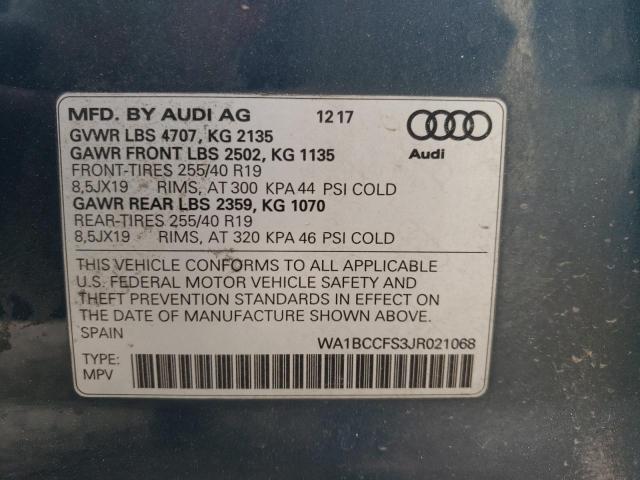 MFD. BY AUDI AG 12 17
GVWR LBS 4707, KG 2135
GAWR FRONT LBS 2502, KG 1135
FRONT-TIRES 255/40 R19
8,5JX19 RIMS, AT 300 KPA 44 PSI COLD
GAWR REAR LBS 2359, KG 1070
REAR-TIRES 255/40 R19
8,5JX19 RIMS, AT 320 KPA 46 PSI COLD
Audi
THIS VEHICLE CONFORMS TO ALL APPLICABLE
U.S. FEDERAL MOTOR VEHICLE SAFETY AND
THEFT PREVENTION STANDARDS IN EFFECT ON
THE DATE OF MANUFACTURE SHOWN ABOVE.
SPAIN WA1BCCFS3JR021068
TYPE:
MPV